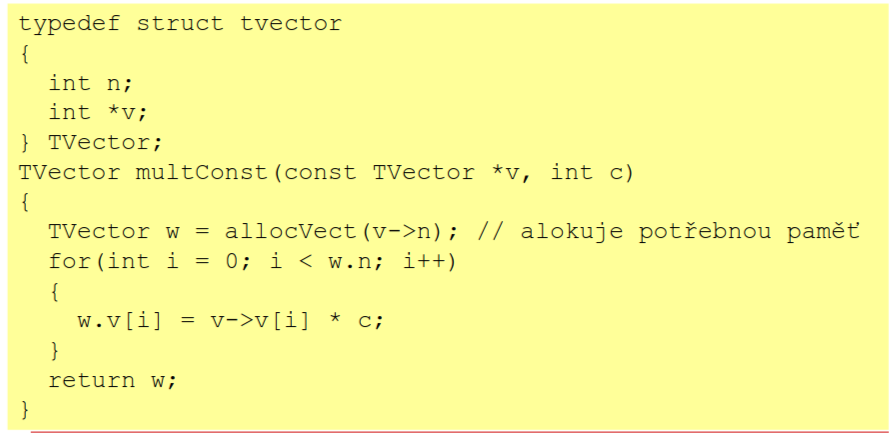 typedef struct tvector
{
  int n;
  int *v;
} TVector;
TVector multConst(const TVector *v, int c)
{
  TVector w = allocVect(v->n); // alokuje potřebnou paměť
  for(int i = 0; i < w.n; i++)
  {
    w.v[i] = v->v[i] * c;
  }
  return w;
}